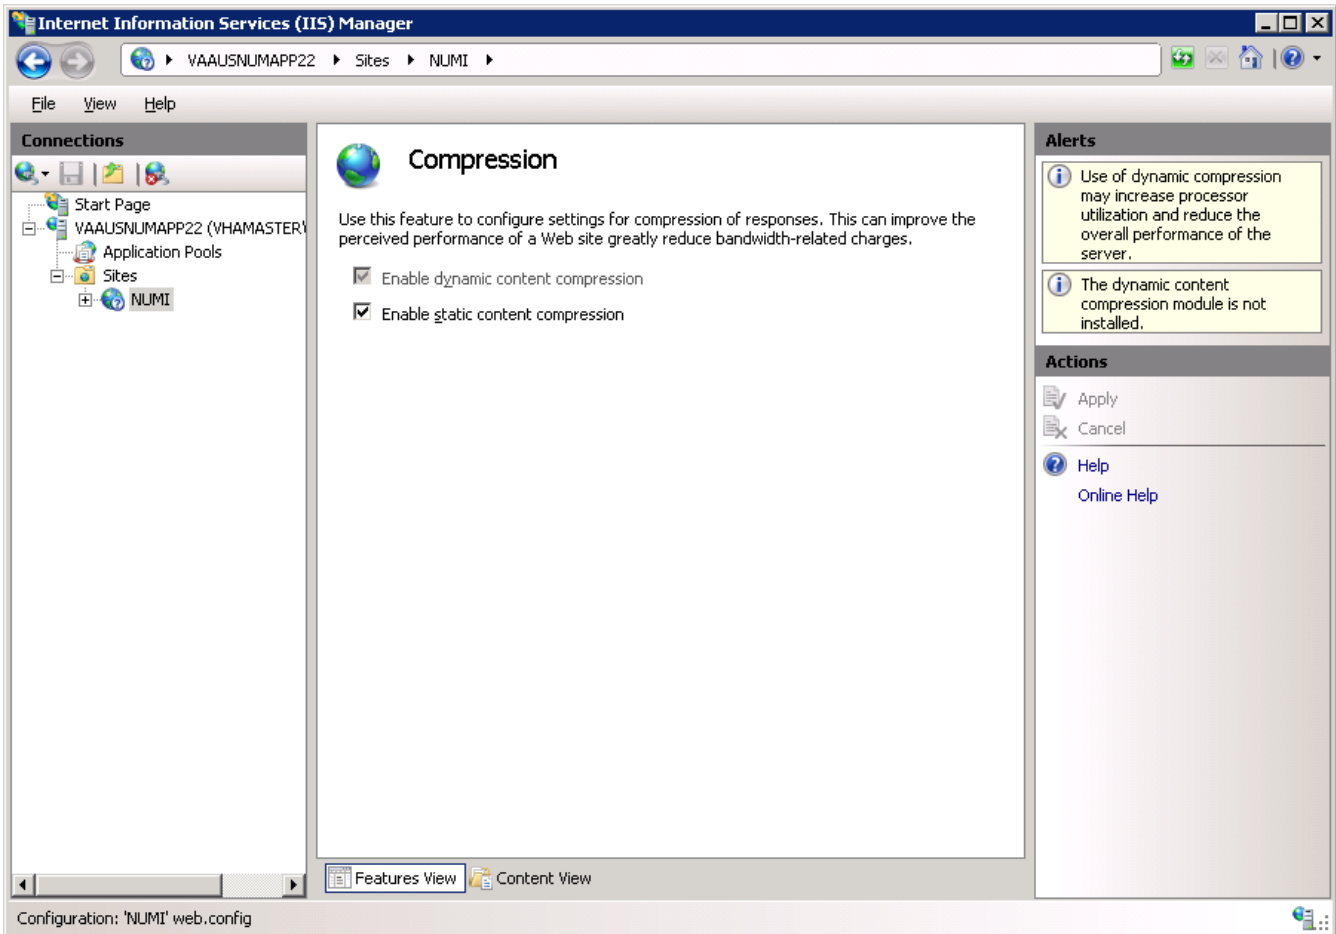 Internet Information Services (IIS) Manager
VAAUSNUMAPP22 Sites NUMI
File View Help
Connections
Start Page
VAAUSNUMAPP22 (VHAMASTER\
Application Pools
Sites
NUMI
Compression
Use this feature to configure settings for compression of responses. This can improve the
perceived performance of a Web site greatly reduce bandwidth-related charges.
Enable dynamic content compression
Enable static content compression
Features View Content View
Alerts
Use of dynamic compression
may increase processor
utilization and reduce the
overall performance of the
server.
The dynamic content
compression module is not
installed.
Actions
Apply
Cancel
Help
Online Help
Configuration: 'NUMI' web.config